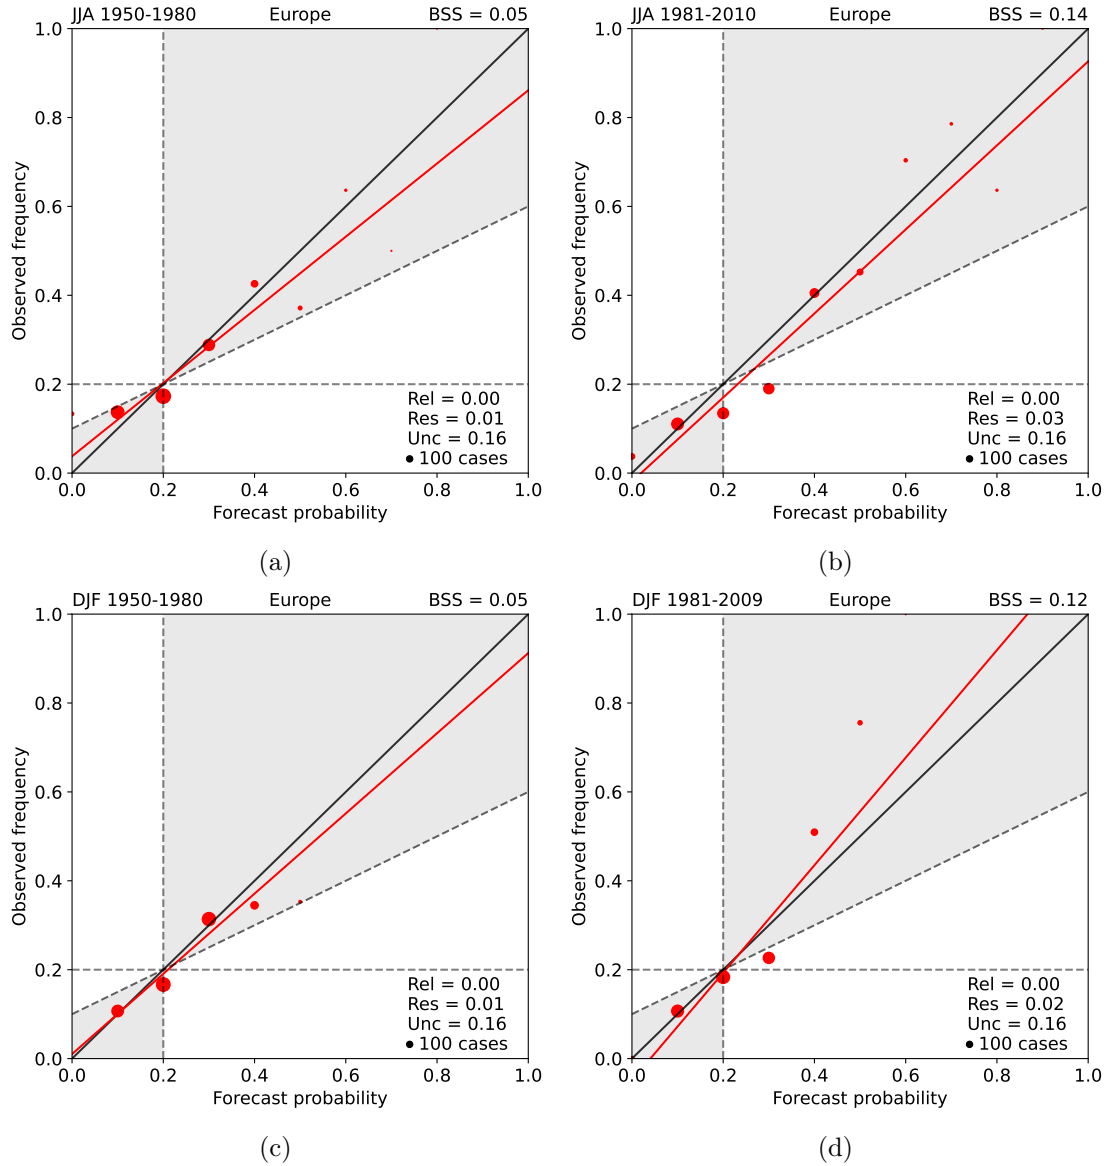 JJA 1950-1980 Europe BSS = 0.05
1.0
0.8
0.6
0.4
0.2
0.0
Observed frequency
Rel = 0.00
Res = 0.01
Unc = 0.16
100 cases
0.0 0.2 0.4 0.6 0.8 1.0
Forecast probability
(a)
JJA 1981-2010 Europe BSS = 0.14
1.0
0.8
0.6
0.4
0.2
0.0
Observed frequency
Rel = 0.00
Res = 0.03
Unc = 0.16
100 cases
0.0 0.2 0.4 0.6 0.8 1.0
Forecast probability
(b)
DJF 1950-1980 Europe BSS = 0.05
1.0
0.8
0.6
0.4
0.2
0.0
Observed frequency
Rel = 0.00
Res = 0.01
Unc = 0.16
100 cases
0.0 0.2 0.4 0.6 0.8 1.0
Forecast probability
(c)
DJF 1981-2009 Europe BSS = 0.12
1.0
0.8
0.6
0.4
0.2
0.0
Observed frequency
Rel = 0.00
Res = 0.02
Unc = 0.16
100 cases
0.0 0.2 0.4 0.6 0.8 1.0
Forecast probability
(d)